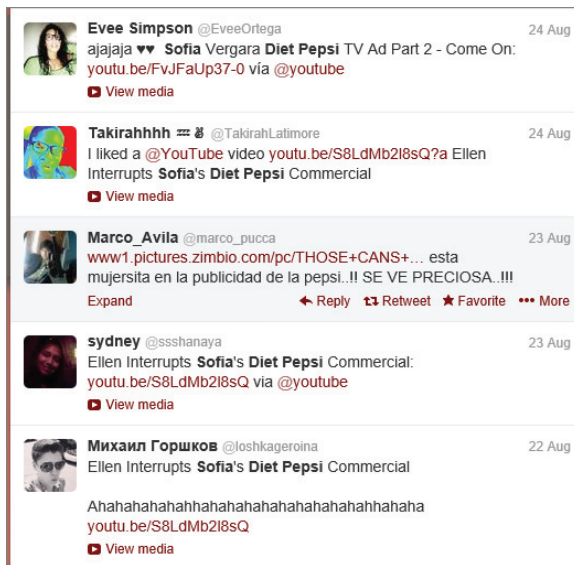 Evee Simpson @EveeOrtega 24 Aug
ajajaja ♥♥ Sofia Vergara Diet Pepsi TV Ad Part 2 - Come On:
youtu.be/FvJFaUp37-0 vía @youtube
View media
Takirahhhh ♒ ✌ @TakirahLatimore 24 Aug
I liked a @YouTube video youtu.be/S8LdMb2l8sQ?a Ellen
Interrupts Sofia's Diet Pepsi Commercial
View media
Marco_Avila @marco_pucca 23 Aug
www1.pictures.zimbio.com/pc/THOSE+CANS+… esta
mujersita en la publicidad de la pepsi..!! SE VE PRECIOSA..!!!
Expand Reply Retweet Favorite More
sydney @ssshanaya 23 Aug
Ellen Interrupts Sofia's Diet Pepsi Commercial:
youtu.be/S8LdMb2l8sQ via @youtube
View media
Михаил Горшков @loshkageroina 22 Aug
Ellen Interrupts Sofia's Diet Pepsi Commercial
Ahahahahahahhahahahahahahahahahahhahaha
youtu.be/S8LdMb2l8sQ
View media